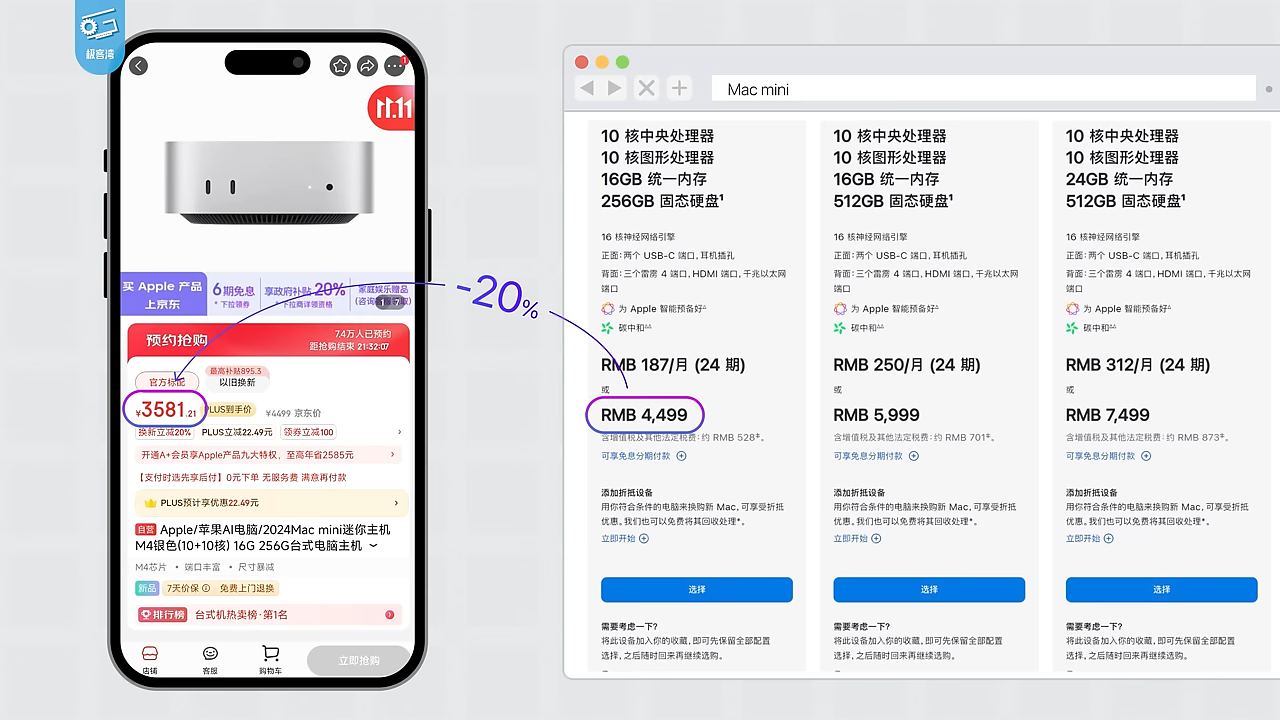 极客湾
1
11.11
买 Apple 产品
上京东
6期免息
* 下拉领券
享政府补贴 20%
* 下拉商详领资格
家庭娱乐赠品
预约抢购
7.4万人已预约
距抢购结束 21:32:07
官方标配
最高补贴895.3
以旧换新
¥3581.21
PLUS到手价
¥4499 京东价
换新立减20%
PLUS立减22.49元
领券立减100
开通A+会员享Apple产品九大特权，至高年省2585元
【支付时选先享后付】0元下单 无服务费 满意再付款
PLUS预计享优惠22.49元
自营 Apple/苹果AI电脑/2024Mac mini迷你主机
M4银色(10+10核) 16G 256G台式电脑主机
M4芯片 • 端口丰富 • 尺寸暴减
新品 7天价保 免费上门退换
排行榜 台式机热卖榜·第1名
店铺
客服
购物车
立即抢购
-20%
Mac mini
10 核中央处理器
10 核图形处理器
16GB 统一内存
256GB 固态硬盘¹
16 核神经网络引擎
正面：两个 USB-C 端口，耳机插孔
背面：三个雷雳 4 端口，HDMI 端口，千兆以太网
端口
为 Apple 智能预备好^
碳中和^^
RMB 187/月 (24 期)
或
RMB 4,499
含增值税及其他法定税费：约 RMB 528‡。
可享免息分期付款
添加折抵设备
用你符合条件的电脑来换购新 Mac，可享受折抵
优惠。我们也可以免费将其回收处理*。
立即开始
选择
需要考虑一下?
将此设备加入你的收藏，即可先保留全部配置
选择，之后随时回来再继续选购。
10 核中央处理器
10 核图形处理器
16GB 统一内存
512GB 固态硬盘¹
16 核神经网络引擎
正面：两个 USB-C 端口，耳机插孔
背面：三个雷雳 4 端口，HDMI 端口，千兆以太网
端口
为 Apple 智能预备好^
碳中和^^
RMB 250/月 (24 期)
或
RMB 5,999
含增值税及其他法定税费：约 RMB 701‡。
可享免息分期付款
添加折抵设备
用你符合条件的电脑来换购新 Mac，可享受折抵
优惠。我们也可以免费将其回收处理*。
立即开始
选择
需要考虑一下?
将此设备加入你的收藏，即可先保留全部配置
选择，之后随时回来再继续选购。
10 核中央处理器
10 核图形处理器
24GB 统一内存
512GB 固态硬盘¹
16 核神经网络引擎
正面：两个 USB-C 端口，耳机插孔
背面：三个雷雳 4 端口，HDMI 端口，千兆以太网
端口
为 Apple 智能预备好^
碳中和^^
RMB 312/月 (24 期)
或
RMB 7,499
含增值税及其他法定税费：约 RMB 873‡。
可享免息分期付款
添加折抵设备
用你符合条件的电脑来换购新 Mac，可享受折抵
优惠。我们也可以免费将其回收处理*。
立即开始
选择
需要考虑一下?
将此设备加入你的收藏，即可先保留全部配置
选择，之后随时回来再继续选购。